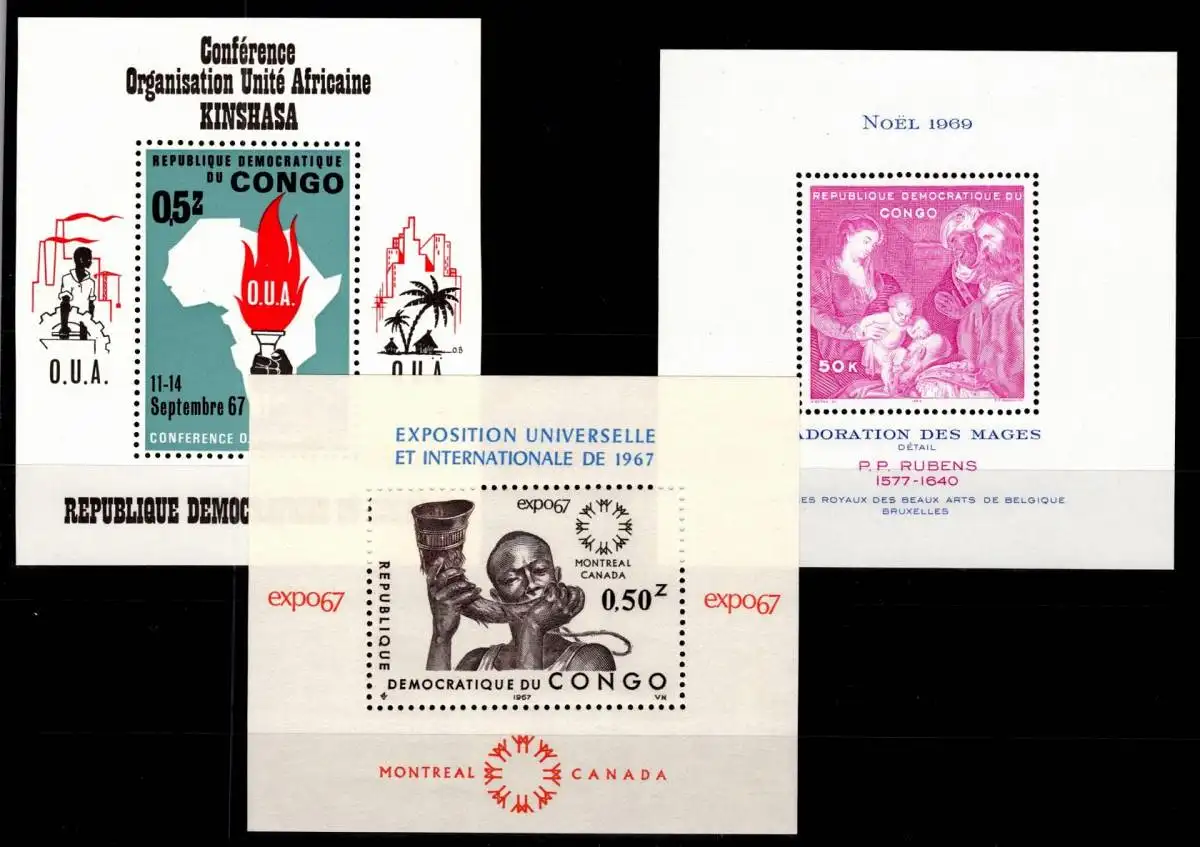 Conférence
Organisation Unité Africaine
KINSHASA
REPUBLIQUE DEMOCRATIQUE
DU CONGO
0,5Z
O.U.A.
O.U.A.
O.U.A.
11-14
Septembre 67
CONFERENCE O.
REPUBLIQUE
NOËL 1969
REPUBLIQUE DEMOCRATIQUE DU
CONGO
50 K
ADORATION DES MAGES
DÉTAIL
P.P. RUBENS
1577-1640
ES ROYAUX DES BEAUX ARTS DE BELGIQUE
BRUXELLES
EXPOSITION UNIVERSELLE
ET INTERNATIONALE DE 1967
expo67
MONTREAL
CANADA
0,50Z
REPUBLIQUE
DEMOCRATIQUE DU CONGO
1967
VN
expo67
expo67
MONTREAL CANADA